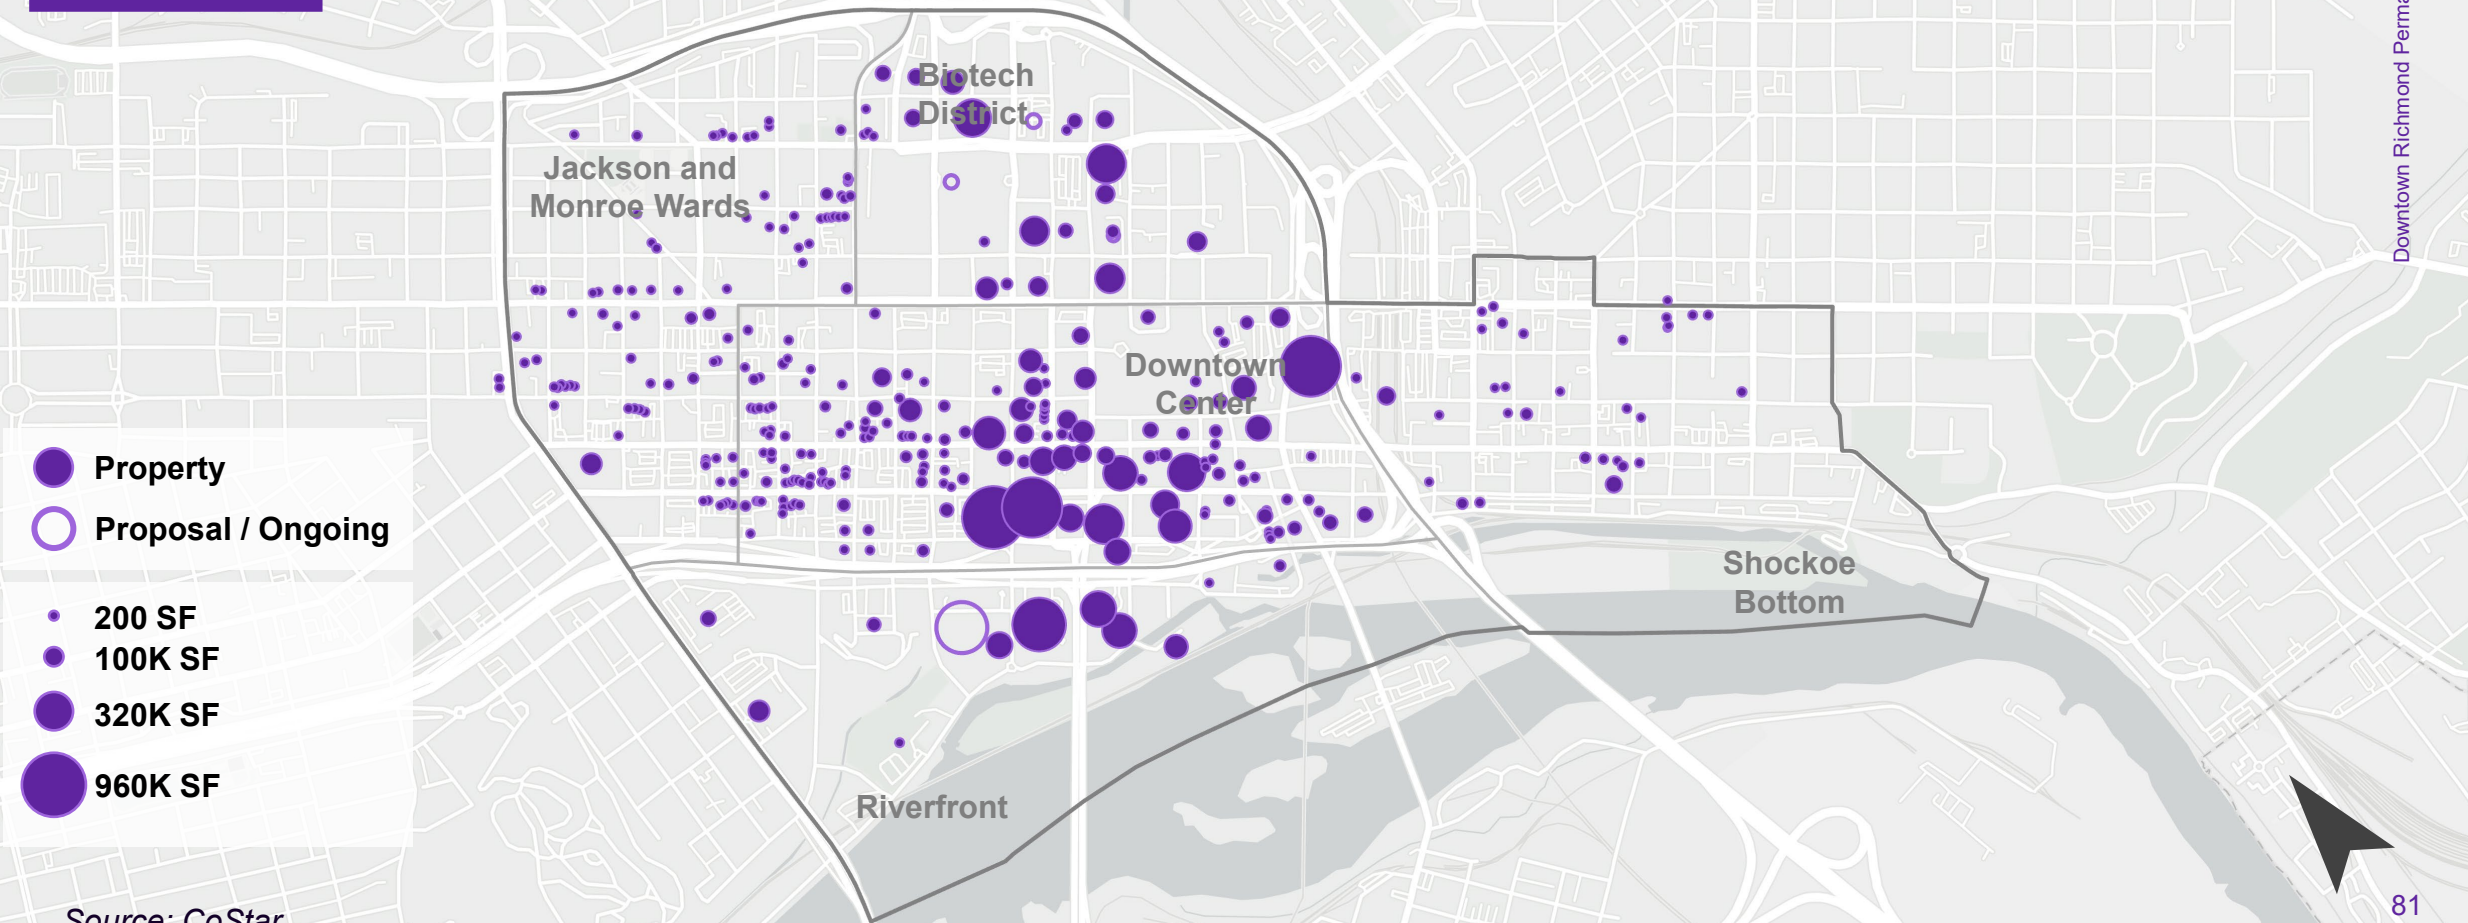 Biotech
District
Jackson and
Monroe Wards
Downtown
Center
Shockoe
Bottom
Riverfront
Property
Proposal / Ongoing
200 SF
100K SF
320K SF
960K SF
Source: CoStar
Downtown Richmond
81